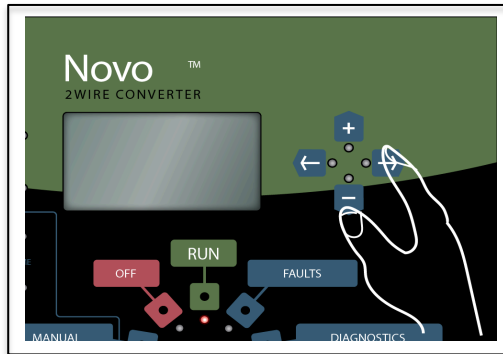 Novo ™
2WIRE CONVERTER
+
-
RUN
OFF
FAULTS
MANUAL
DIAGNOSTICS